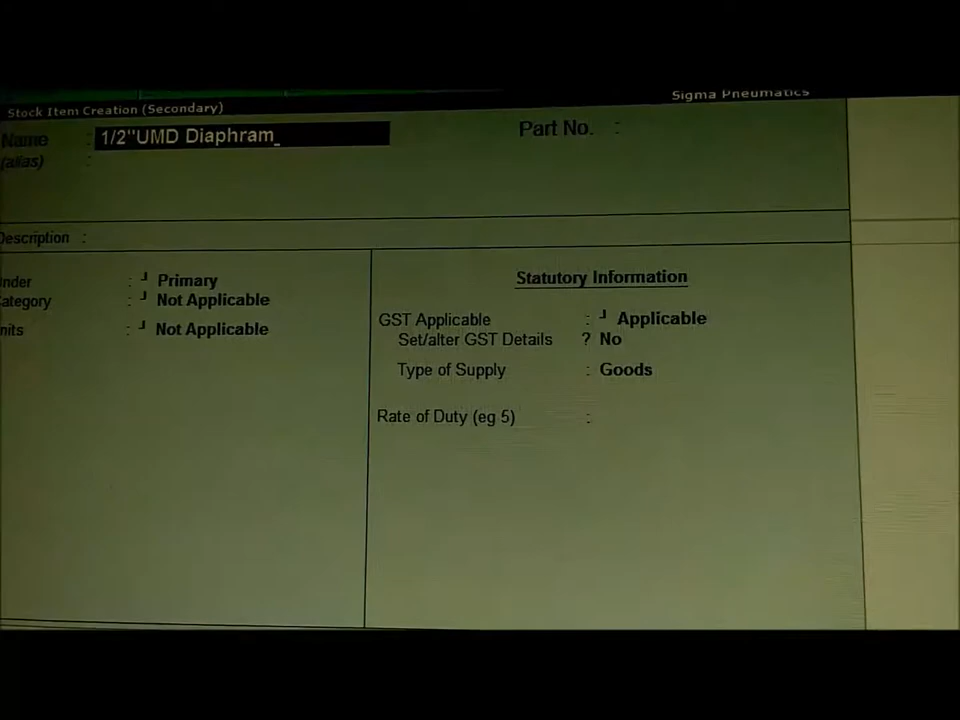 Stock Item Creation (Secondary) Sigma Pneumatics
Name : 1/2"UMD Diaphram_ Part No. :
(alias) :
Description :
Under : Primary
Category : Not Applicable
Units : Not Applicable
Statutory Information
GST Applicable : Applicable
Set/alter GST Details ? No
Type of Supply : Goods
Rate of Duty (eg 5) :